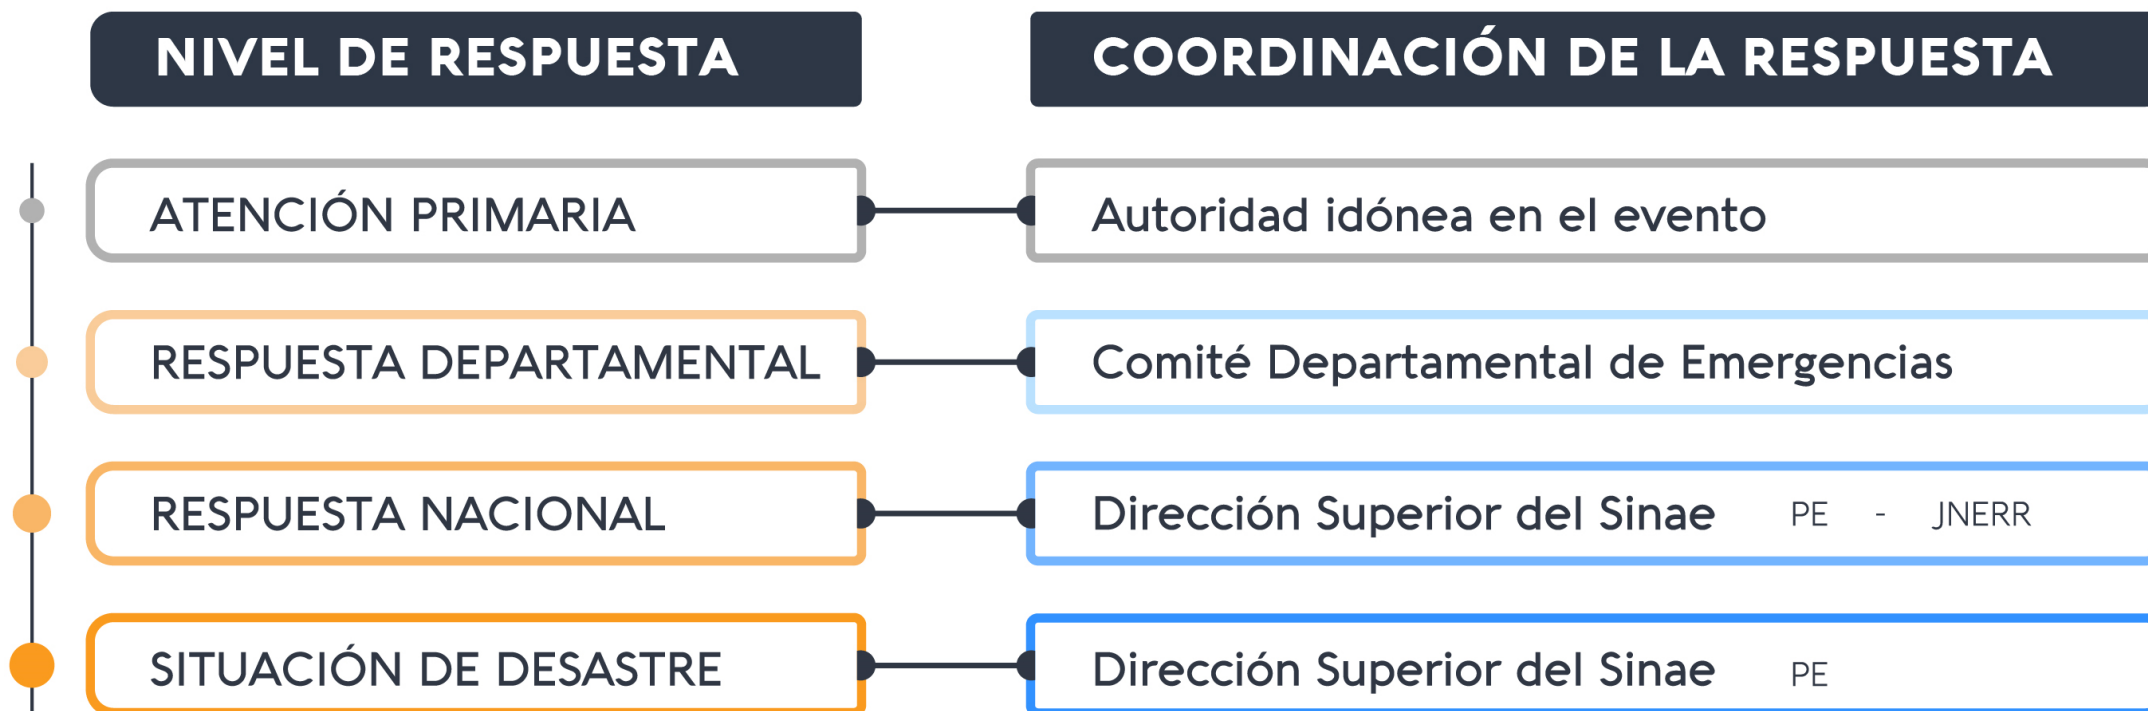 NIVEL DE RESPUESTA
COORDINACIÓN DE LA RESPUESTA
ATENCIÓN PRIMARIA
Autoridad idónea en el evento
RESPUESTA DEPARTAMENTAL
Comité Departamental de Emergencias
RESPUESTA NACIONAL
Dirección Superior del Sinae PE - JNERR
SITUACIÓN DE DESASTRE
Dirección Superior del Sinae PE